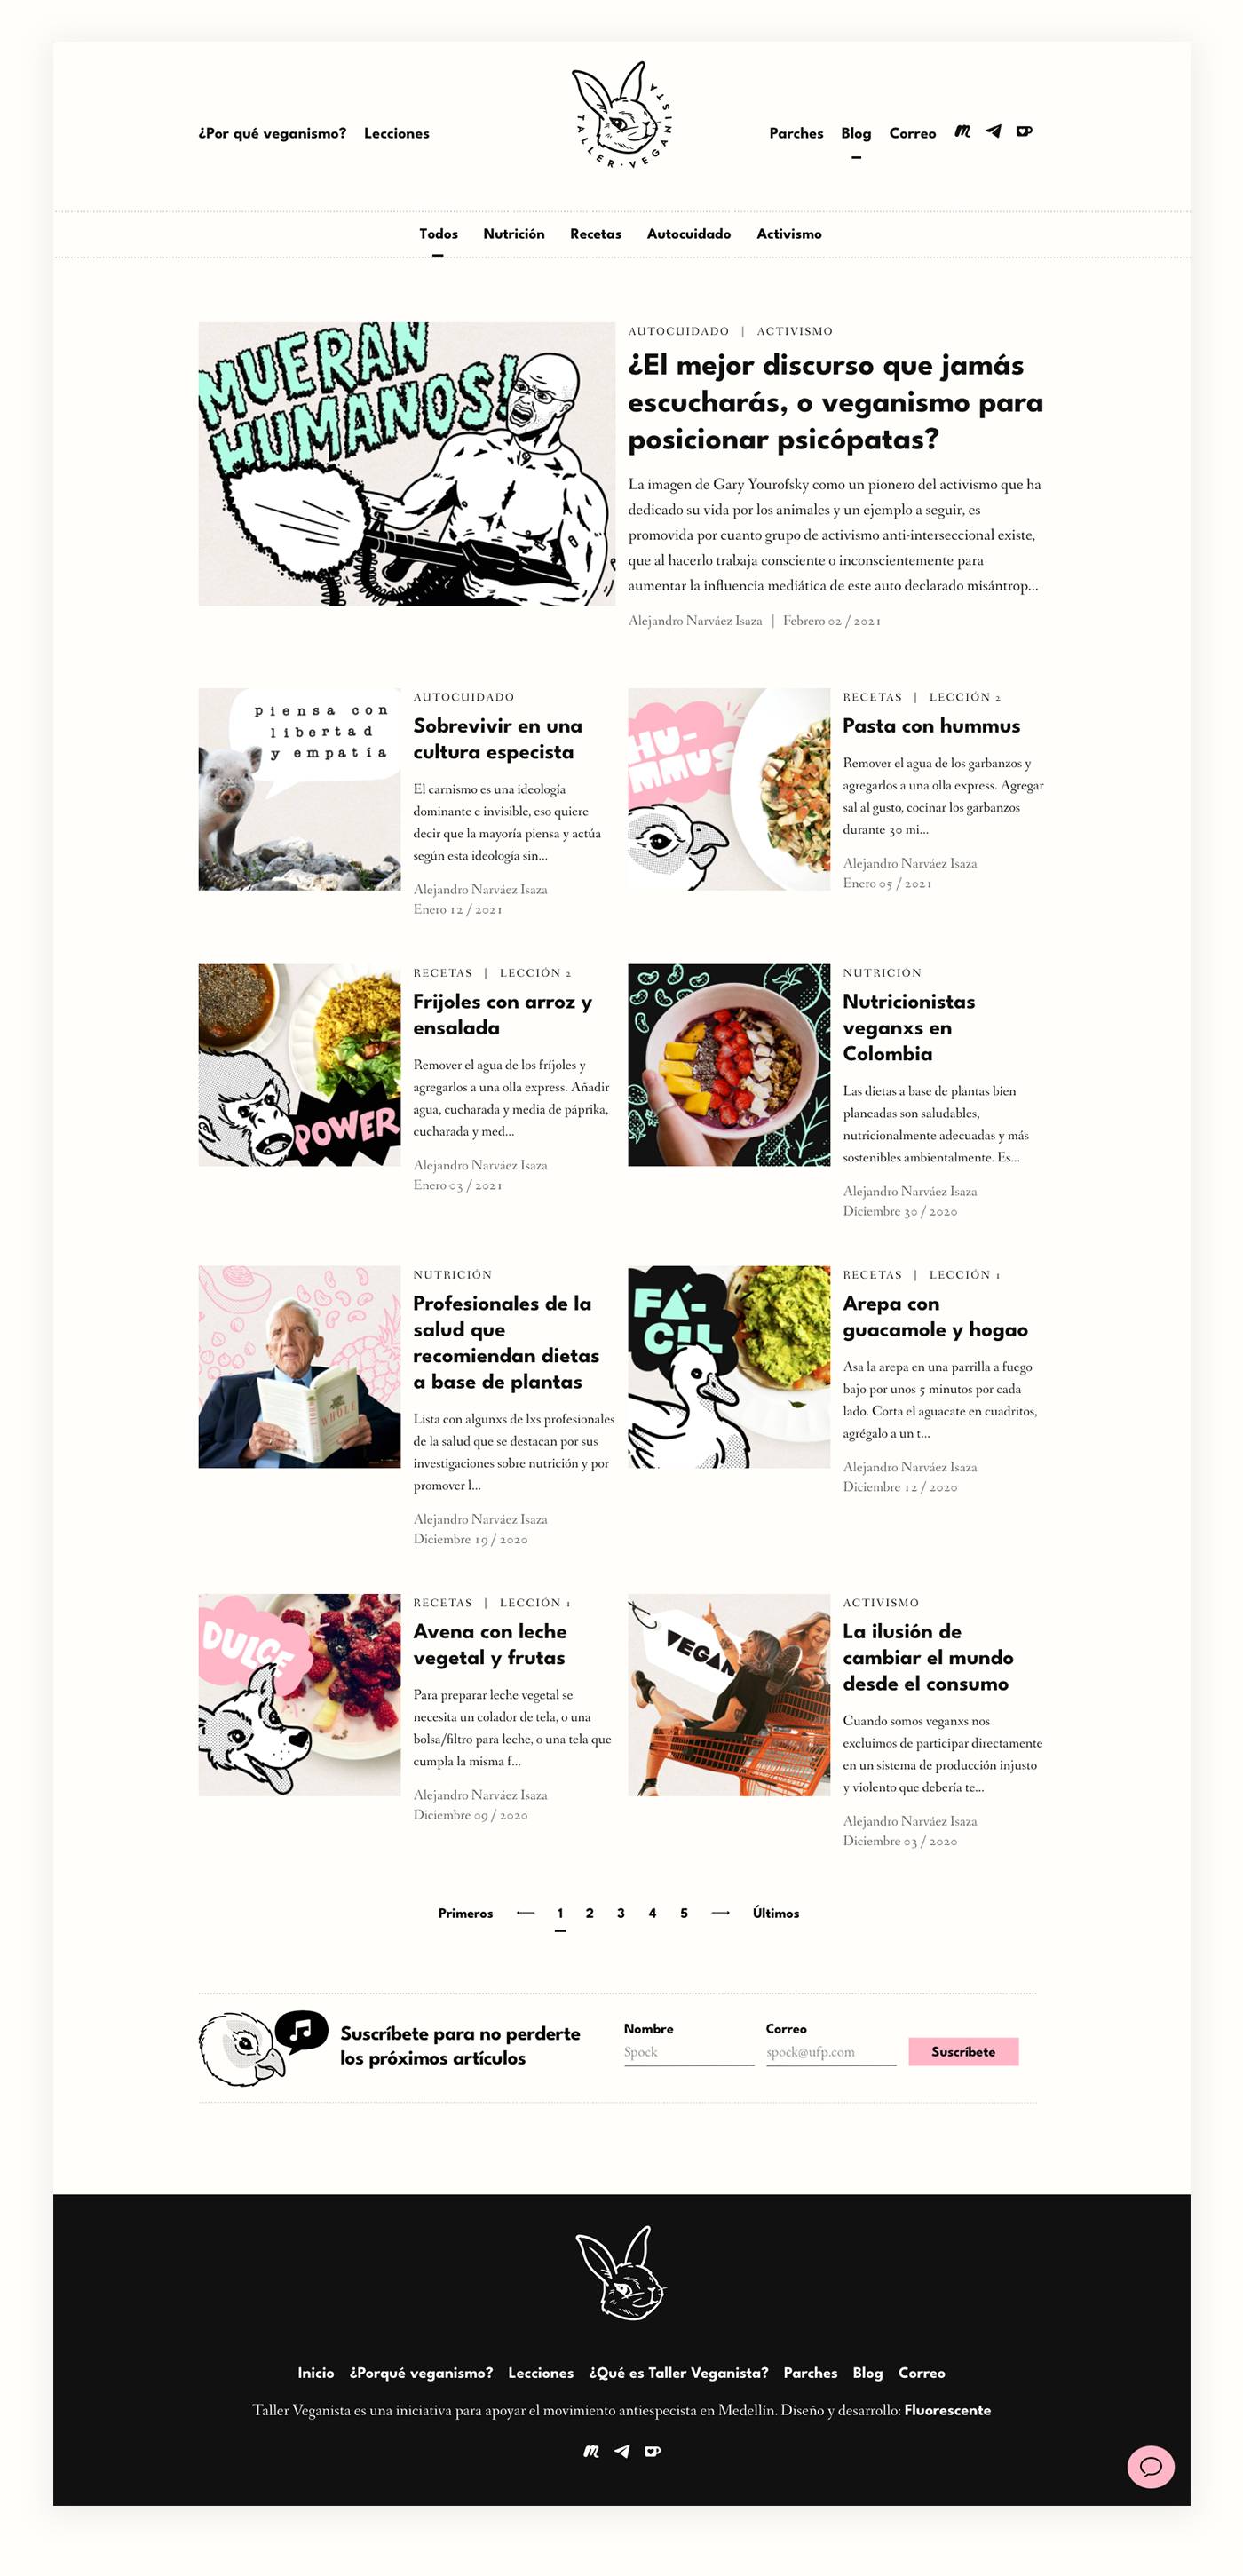 ¿Por qué veganismo? Lecciones
TALLER · VEGANISTA
Parches Blog Correo
Todos Nutrición Recetas Autocuidado Activismo
MUERAN
HUMANOS!
AUTOCUIDADO | ACTIVISMO
¿El mejor discurso que jamás
escucharás, o veganismo para
posicionar psicópatas?
La imagen de Gary Yourofsky como un pionero del activismo que ha
dedicado su vida por los animales y un ejemplo a seguir, es
promovida por cuanto grupo de activismo anti-interseccional existe,
que al hacerlo trabaja consciente o inconscientemente para
aumentar la influencia mediática de este auto declarado misántrop...
Alejandro Narváez Isaza | Febrero 02 / 2021
piensa con
libertad
y empatía
AUTOCUIDADO
Sobrevivir en una
cultura especista
El carnismo es una ideología
dominante e invisible, eso quiere
decir que la mayoría piensa y actúa
según esta ideología sin...
Alejandro Narváez Isaza
Enero 12 / 2021
HU-
MMUS
RECETAS | LECCIÓN 2
Pasta con hummus
Remover el agua de los garbanzos y
agregarlos a una olla express. Agregar
sal al gusto, cocinar los garbanzos
durante 30 mi...
Alejandro Narváez Isaza
Enero 05 / 2021
POWER
RECETAS | LECCIÓN 2
Frijoles con arroz y
ensalada
Remover el agua de los fríjoles y
agregarlos a una olla express. Añadir
agua, cucharada y media de páprika,
cucharada y med...
Alejandro Narváez Isaza
Enero 03 / 2021
NUTRICIÓN
Nutricionistas
veganxs en
Colombia
Las dietas a base de plantas bien
planeadas son saludables,
nutricionalmente adecuadas y más
sostenibles ambientalmente. Es...
Alejandro Narváez Isaza
Diciembre 30 / 2020
WHOLE
NUTRICIÓN
Profesionales de la
salud que
recomiendan dietas
a base de plantas
Lista con algunxs de lxs profesionales
de la salud que se destacan por sus
investigaciones sobre nutrición y por
promover l...
Alejandro Narváez Isaza
Diciembre 19 / 2020
FÁ-
CIL
RECETAS | LECCIÓN 1
Arepa con
guacamole y hogao
Asa la arepa en una parrilla a fuego
bajo por unos 5 minutos por cada
lado. Corta el aguacate en cuadritos,
agrégalo a un t...
Alejandro Narváez Isaza
Diciembre 12 / 2020
DULCE
RECETAS | LECCIÓN 1
Avena con leche
vegetal y frutas
Para preparar leche vegetal se
necesita un colador de tela, o una
bolsa/filtro para leche, o una tela que
cumpla la misma f...
Alejandro Narváez Isaza
Diciembre 09 / 2020
VEGAN
ACTIVISMO
La ilusión de
cambiar el mundo
desde el consumo
Cuando somos veganxs nos
excluimos de participar directamente
en un sistema de producción injusto
y violento que debería te...
Alejandro Narváez Isaza
Diciembre 03 / 2020
Primeros ⟵ 1 2 3 4 5 ⟶ Últimos
Suscríbete para no perderte
los próximos artículos
Nombre
Spock
Correo
spock@ufp.com
Suscríbete
Inicio ¿Porqué veganismo? Lecciones ¿Qué es Taller Veganista? Parches Blog Correo
Taller Veganista es una iniciativa para apoyar el movimiento antiespecista en Medellín. Diseño y desarrollo: Fluorescente